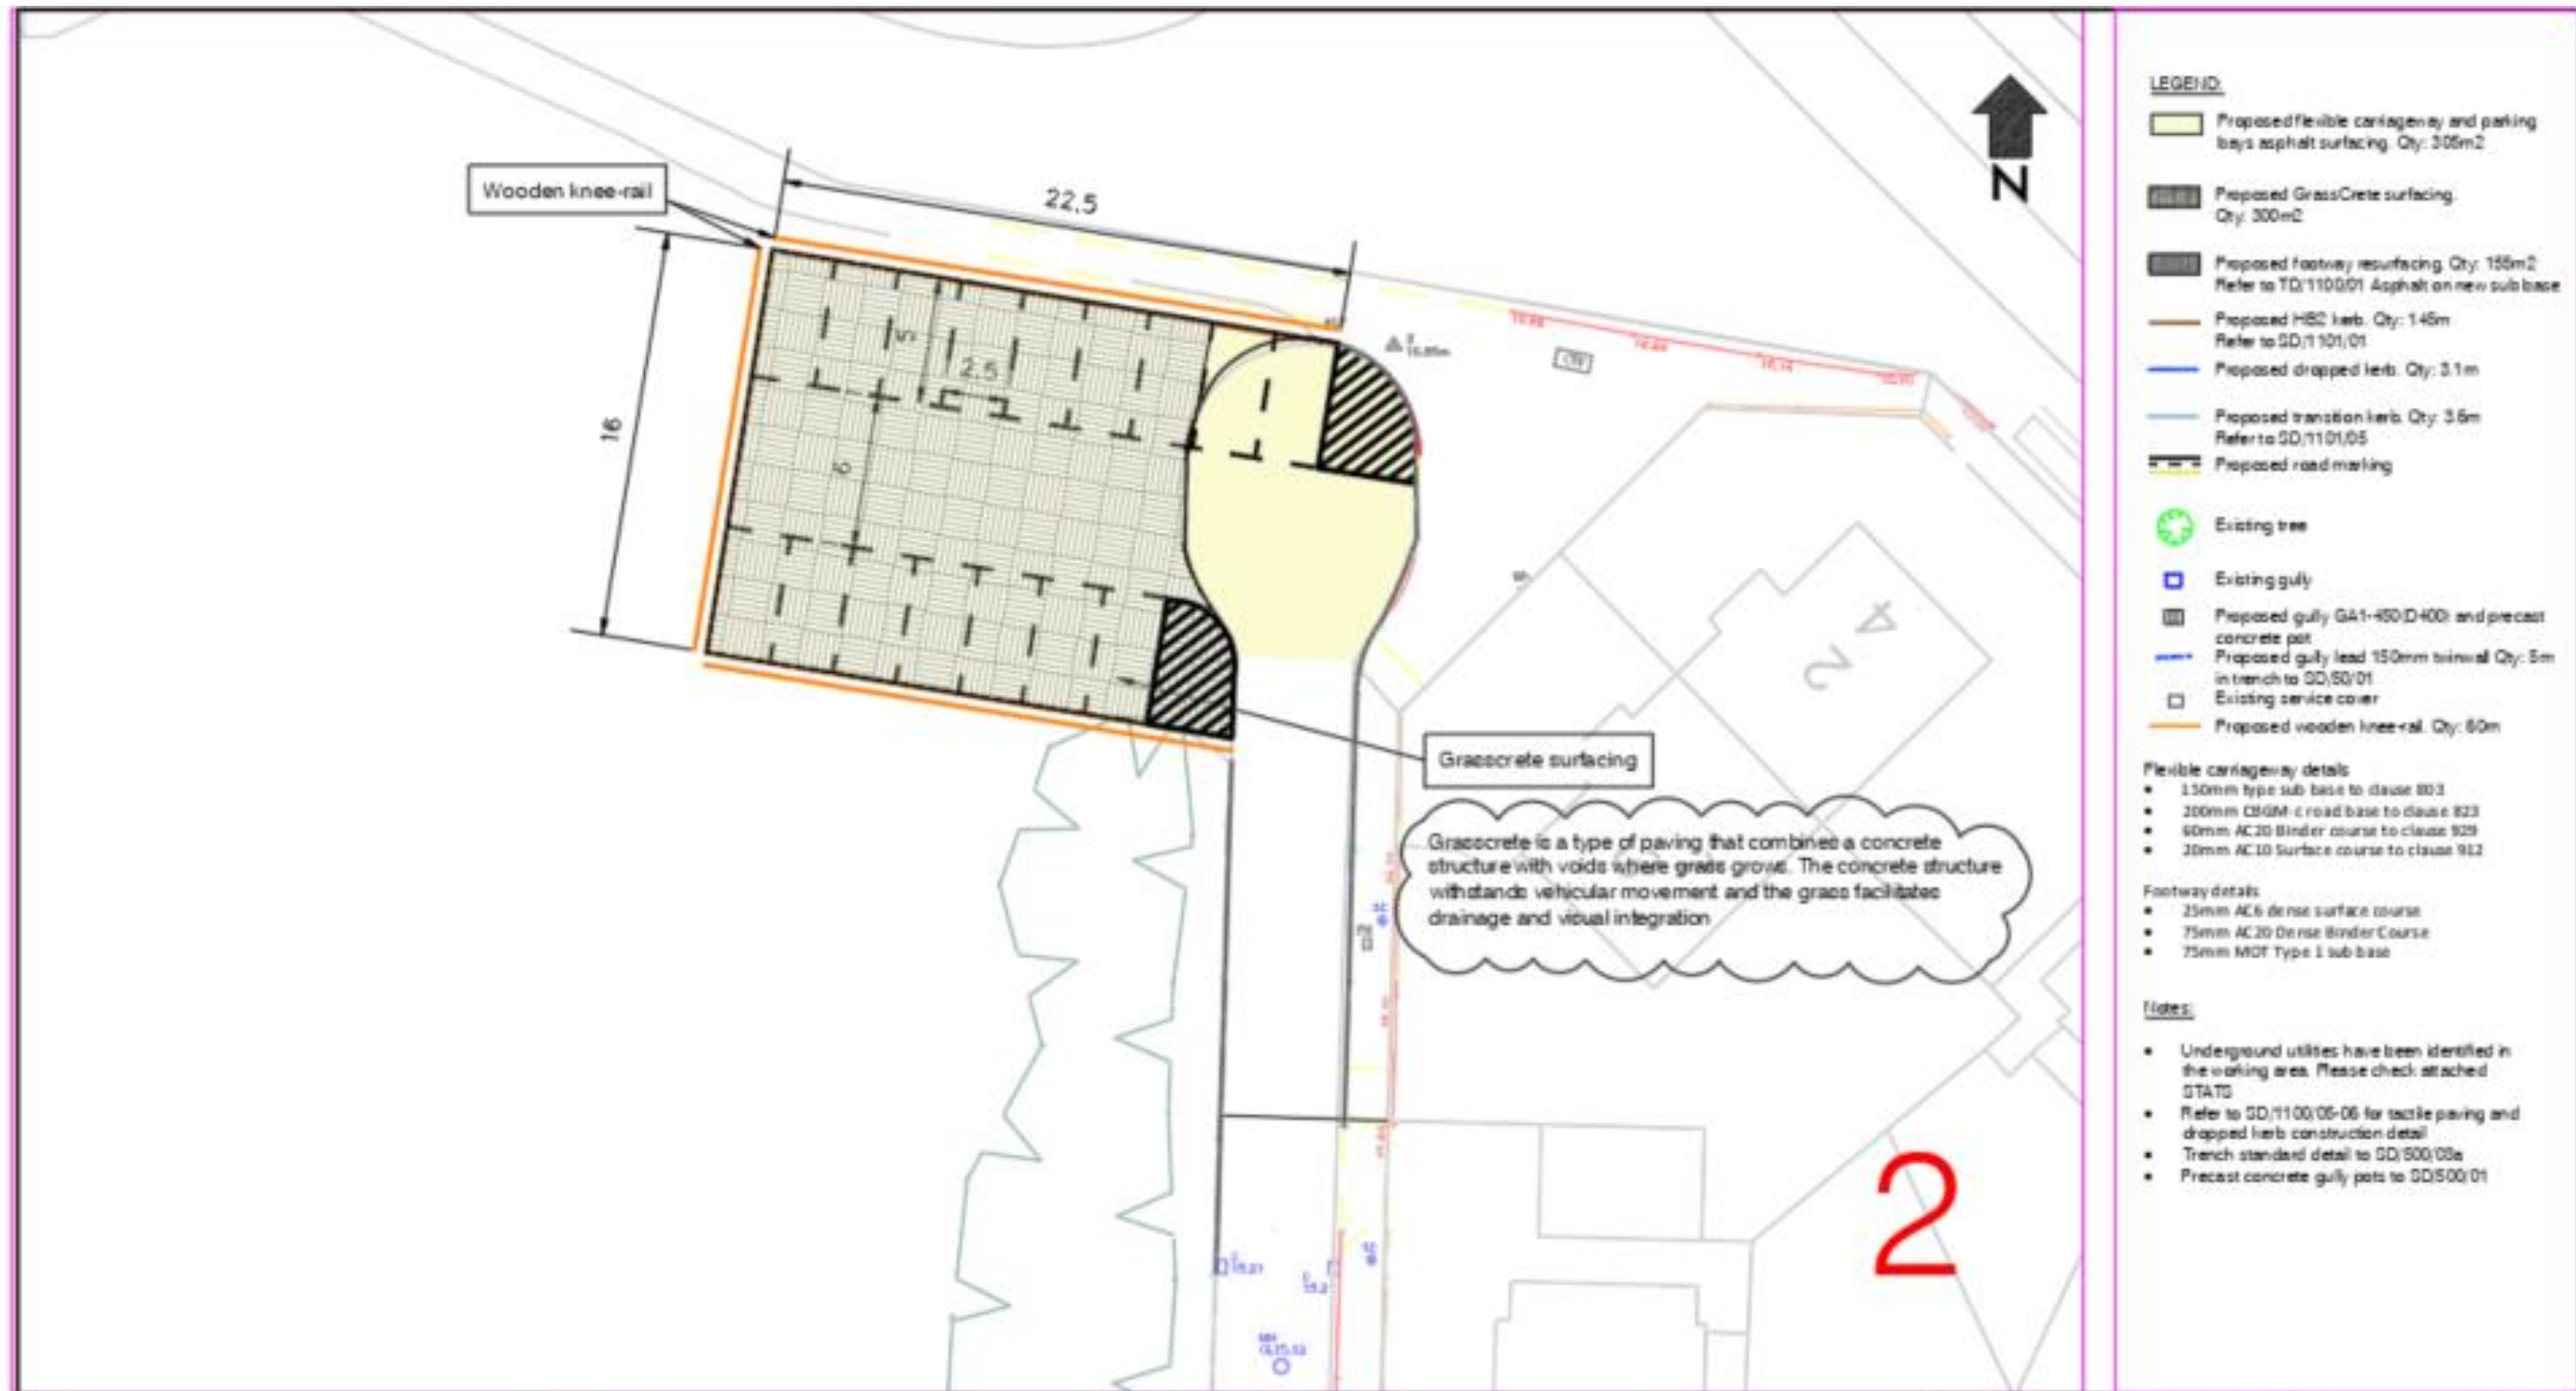 Wooden knee-rail
22.5
16
5
2.5
6
N
42
Grasscrete surfacing
Grasscrete is a type of paving that combines a concrete
structure with voids where grass grows. The concrete structure
withstands vehicular movement and the grass facilitates
drainage and visual integration
2
LEGEND:
Proposed flexible carriageway and parking
bays asphalt surfacing. Qty: 305m2
Proposed GrassCrete surfacing.
Qty: 300m2
Proposed footway resurfacing. Qty: 155m2
Refer to TD/1100/01 Asphalt on new sub base
Proposed HB2 kerb. Qty: 145m
Refer to SD/1101/01
Proposed dropped kerb. Qty: 3.1m
Proposed transition kerb. Qty: 3.6m
Refer to SD/1101/05
Proposed road marking
Existing tree
Existing gully
Proposed gully GA1-450(D400) and precast
concrete pot
Proposed gully lead 150mm twinwall Qty: 5m
in trench to SD/50/01
Existing service cover
Proposed wooden knee-rail. Qty: 60m
Flexible carriageway details
• 150mm type sub base to clause 803
• 200mm CBGM-c road base to clause 823
• 60mm AC20 Binder course to clause 929
• 20mm AC10 Surface course to clause 912
Footway details
• 25mm AC6 dense surface course
• 75mm AC20 Dense Binder Course
• 75mm MOT Type 1 sub base
Notes:
• Underground utilities have been identified in
the working area. Please check attached
STATS
• Refer to SD/1100/05-06 for tactile paving and
dropped kerb construction detail
• Trench standard detail to SD/500/03a
• Precast concrete gully pots to SD/500/01